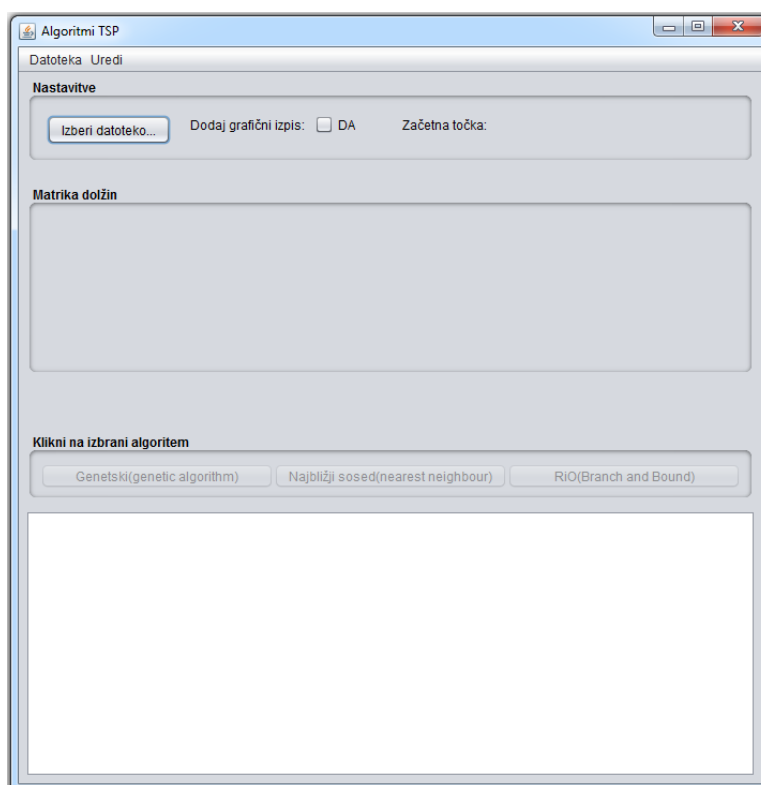 Algoritmi TSP
Datoteka Uredi
Nastavitve
Izberi datoteko... Dodaj grafični izpis: DA Začetna točka:
Matrika dolžin
Klikni na izbrani algoritem
Genetski(genetic algorithm) Najbližji sosed(nearest neighbour) RiO(Branch and Bound)